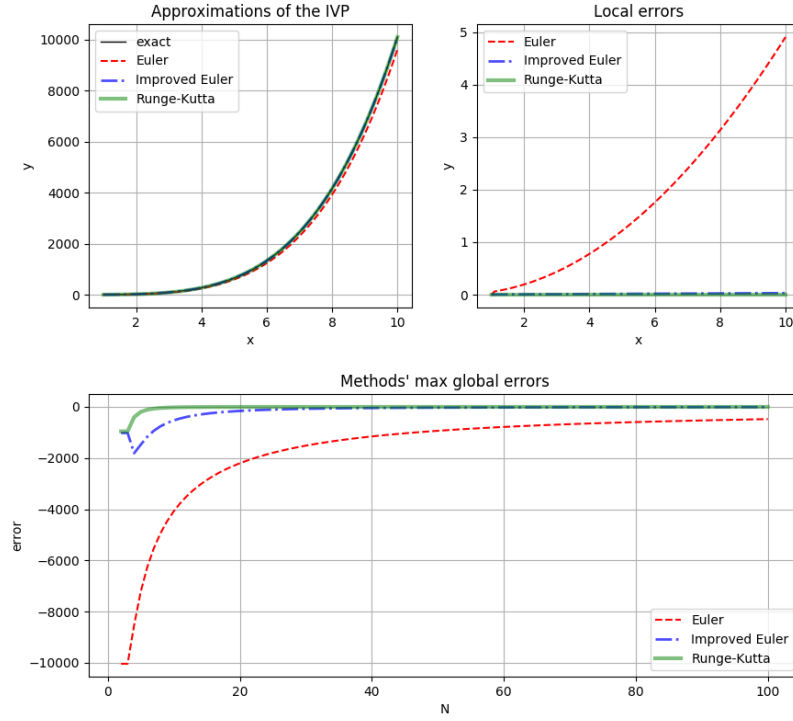 Approximations of the IVP
10000
8000
6000
4000
2000
0
y
exact
Euler
Improved Euler
Runge-Kutta
2
4
6
8
10
x
Local errors
5
4
3
2
1
0
y
Euler
Improved Euler
Runge-Kutta
2
4
6
8
10
x
Methods' max global errors
0
−2000
−4000
−6000
−8000
−10000
error
Euler
Improved Euler
Runge-Kutta
0
20
40
60
80
100
N